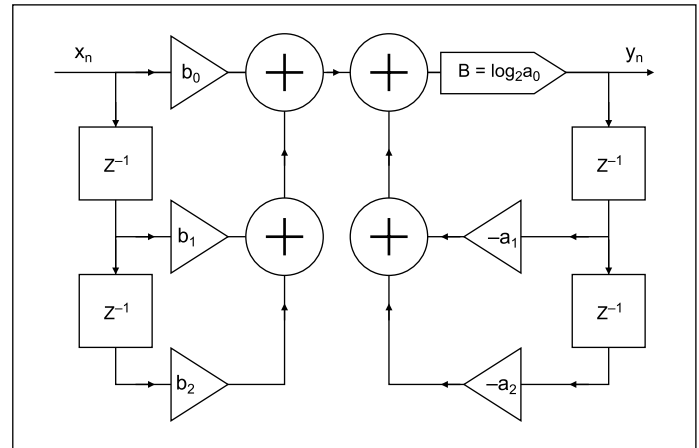 xₙ
b₀
B = log₂a₀
yₙ
Z⁻¹
Z⁻¹
b₁
–a₁
Z⁻¹
Z⁻¹
b₂
–a₂